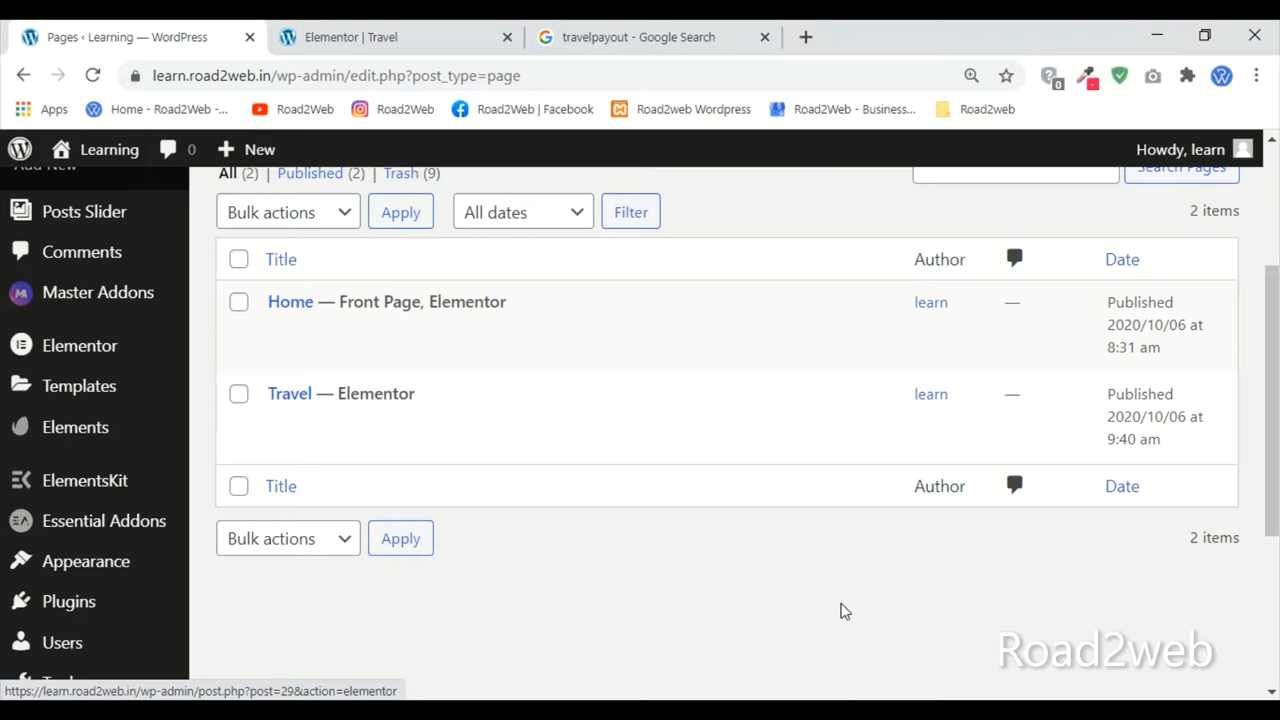 Pages ‹ Learning — WordPress
Elementor | Travel
travelpayout - Google Search
learn.road2web.in/wp-admin/edit.php?post_type=page
0
Apps
Home - Road2Web -...
Road2Web
Road2Web
Road2Web | Facebook
Road2web Wordpress
Road2Web - Business...
Road2web
Learning
0
New
Howdy, learn
Add New
Posts Slider
Comments
Master Addons
Elementor
Templates
Elements
ElementsKit
Essential Addons
Appearance
Plugins
Users
All (2) | Published (2) | Trash (9)
Search Pages
Bulk actions
Apply
All dates
Filter
2 items
Title
Author
Date
Home — Front Page, Elementor
learn
—
Published
2020/10/06 at
8:31 am
Travel — Elementor
learn
—
Published
2020/10/06 at
9:40 am
Title
Author
Date
Bulk actions
Apply
2 items
Road2web
https://learn.road2web.in/wp-admin/post.php?post=29&action=elementor